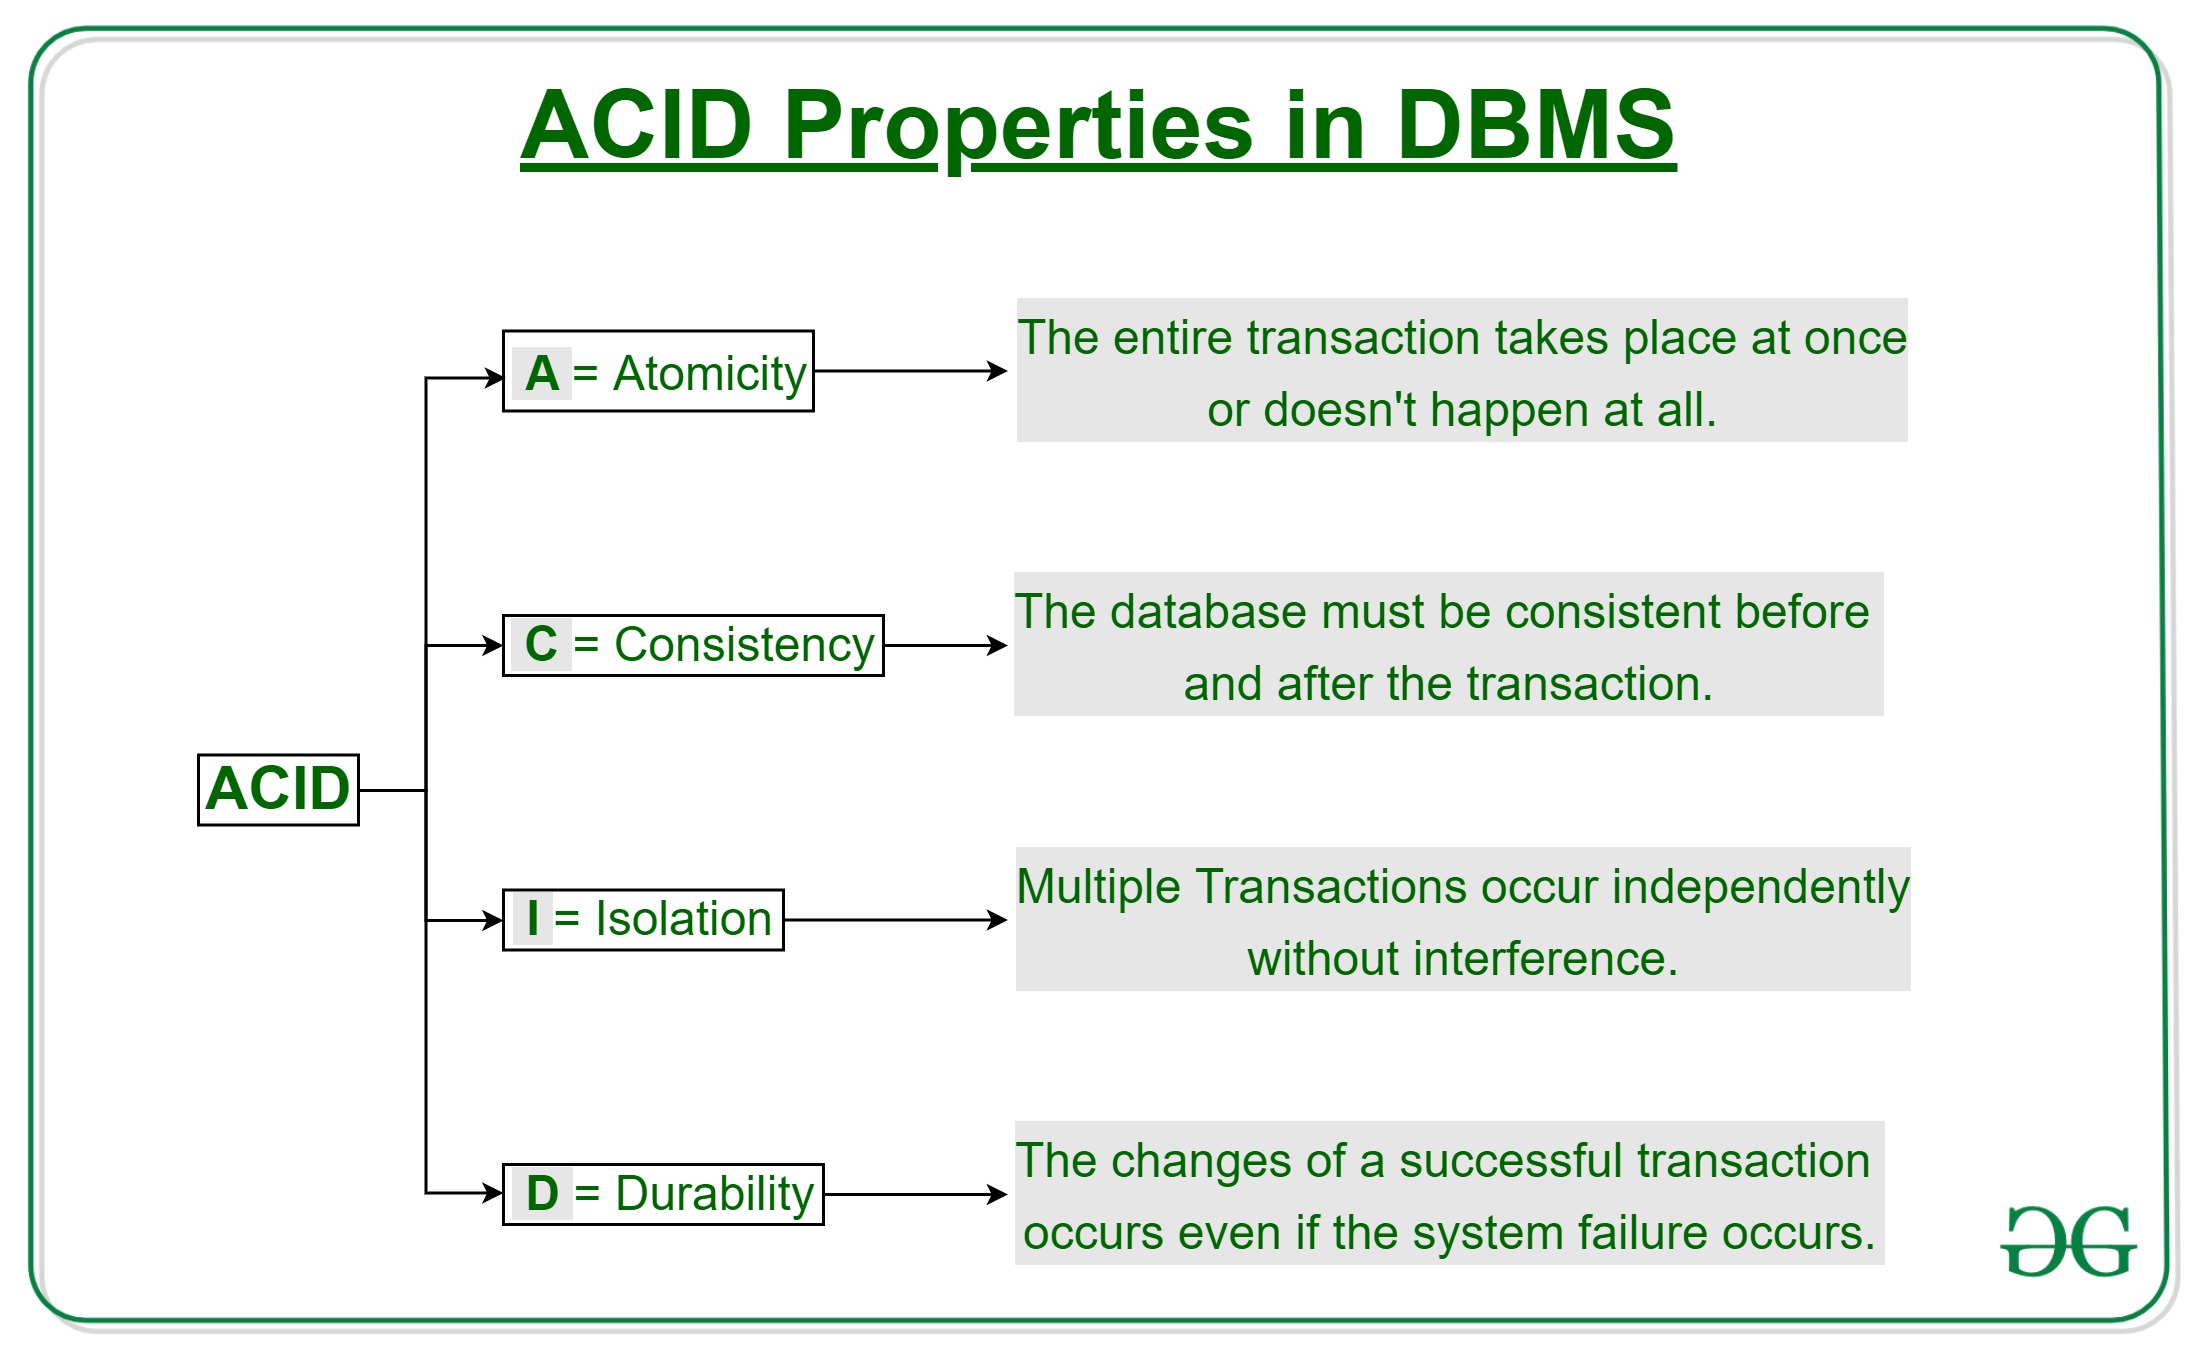 ACID Properties in DBMS
A = Atomicity
The entire transaction takes place at once
or doesn't happen at all.
C = Consistency
The database must be consistent before
and after the transaction.
ACID
I = Isolation
Multiple Transactions occur independently
without interference.
D = Durability
The changes of a successful transaction
occurs even if the system failure occurs.